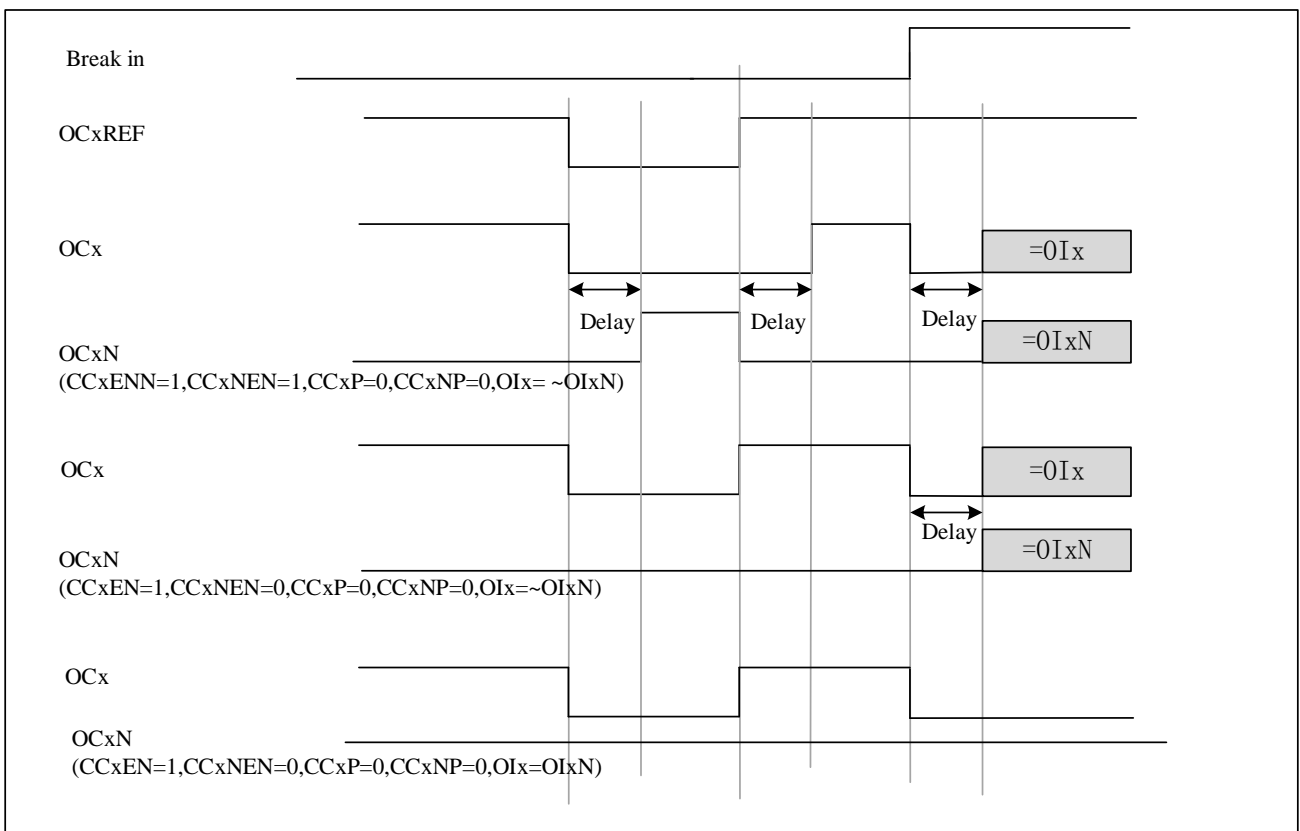 Break in
OCxREF
OCx
=OIx
Delay
Delay
Delay
=OIxN
OCxN
(CCxENN=1,CCxNEN=1,CCxP=0,CCxNP=0,OIx= ~OIxN)
OCx
=OIx
Delay
=OIxN
OCxN
(CCxEN=1,CCxNEN=0,CCxP=0,CCxNP=0,OIx=~OIxN)
OCx
OCxN
(CCxEN=1,CCxNEN=0,CCxP=0,CCxNP=0,OIx=OIxN)